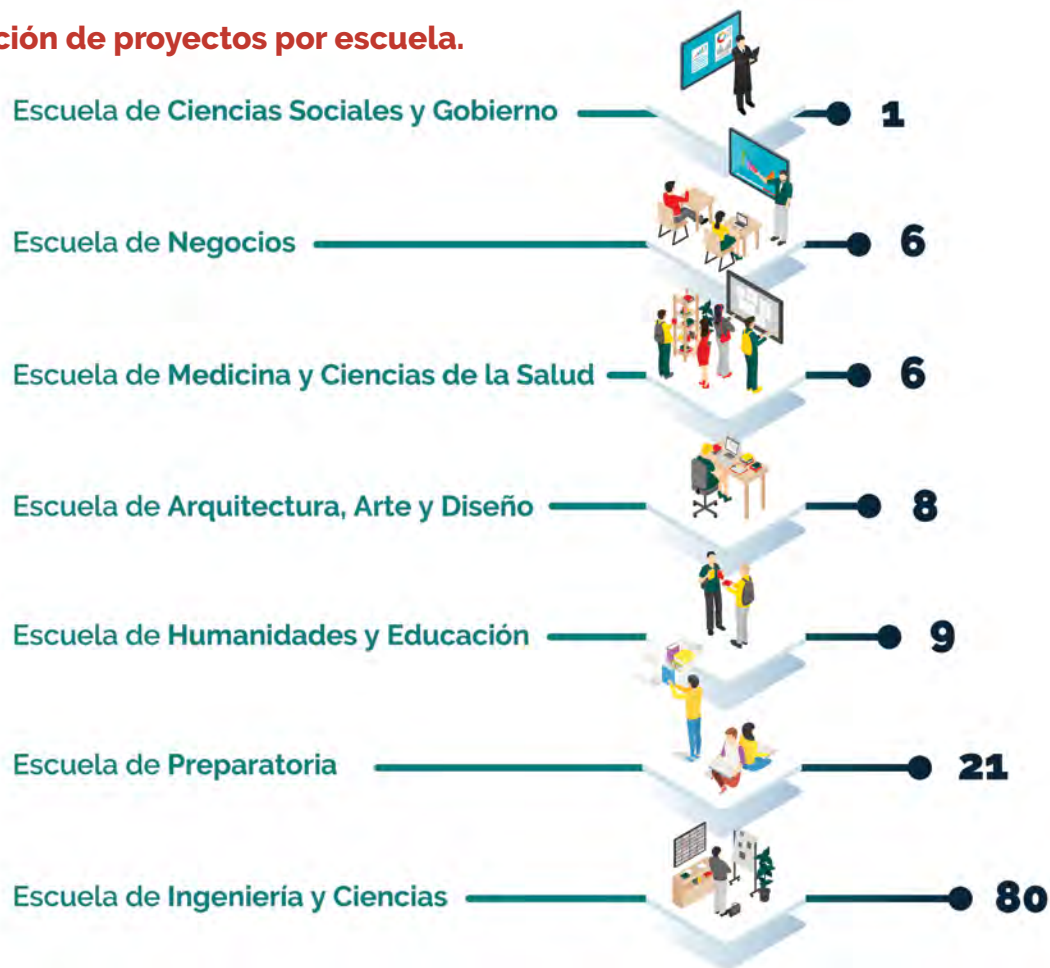 ción de proyectos por escuela.
Escuela de Ciencias Sociales y Gobierno 1
Escuela de Negocios 6
Escuela de Medicina y Ciencias de la Salud 6
Escuela de Arquitectura, Arte y Diseño 8
Escuela de Humanidades y Educación 9
Escuela de Preparatoria 21
Escuela de Ingeniería y Ciencias 80